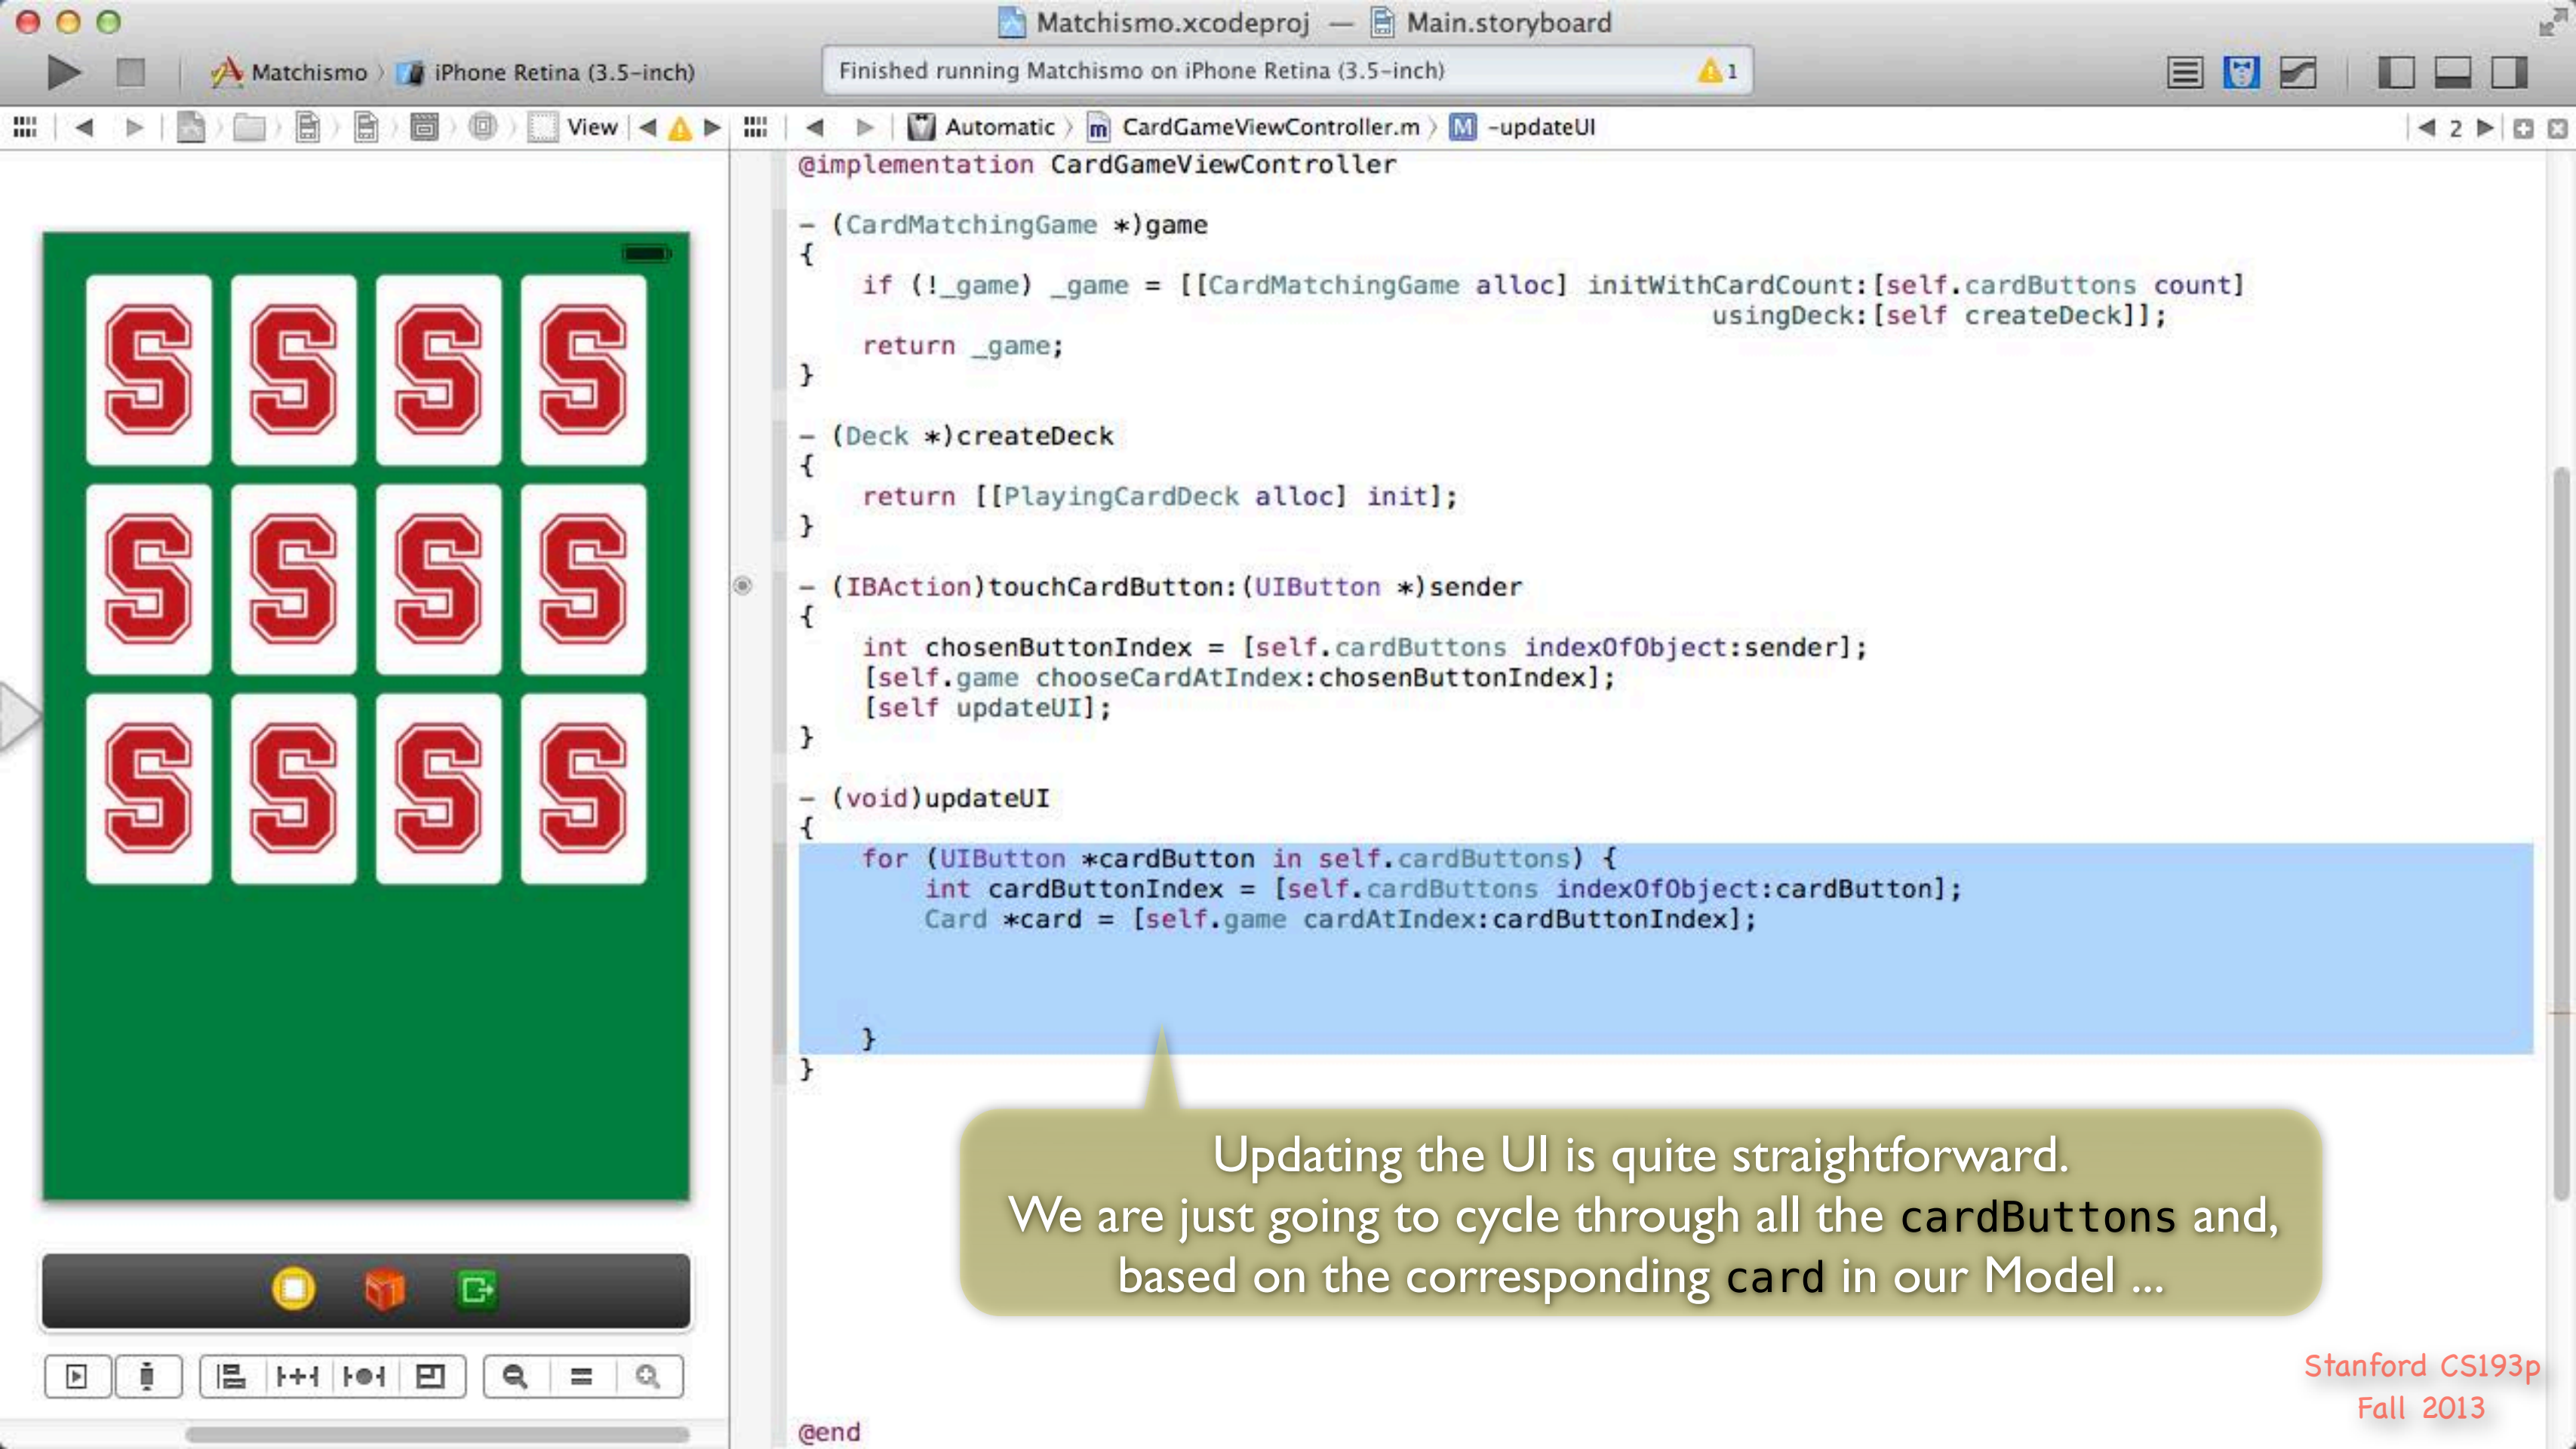 Matchismo.xcodeproj — Main.storyboard
Matchismo iPhone Retina (3.5-inch)
Finished running Matchismo on iPhone Retina (3.5-inch) 1
View
Automatic CardGameViewController.m M -updateUI 2
@implementation CardGameViewController
- (CardMatchingGame *)game
{
if (!_game) _game = [[CardMatchingGame alloc] initWithCardCount:[self.cardButtons count]
usingDeck:[self createDeck]];
return _game;
}
- (Deck *)createDeck
{
return [[PlayingCardDeck alloc] init];
}
- (IBAction)touchCardButton:(UIButton *)sender
{
int chosenButtonIndex = [self.cardButtons indexOfObject:sender];
[self.game chooseCardAtIndex:chosenButtonIndex];
[self updateUI];
}
- (void)updateUI
{
for (UIButton *cardButton in self.cardButtons) {
int cardButtonIndex = [self.cardButtons indexOfObject:cardButton];
Card *card = [self.game cardAtIndex:cardButtonIndex];
}
}
@end
S S S S
S S S S
S S S S
Updating the UI is quite straightforward.
We are just going to cycle through all the cardButtons and,
based on the corresponding card in our Model ...
Stanford CS193p
Fall 2013